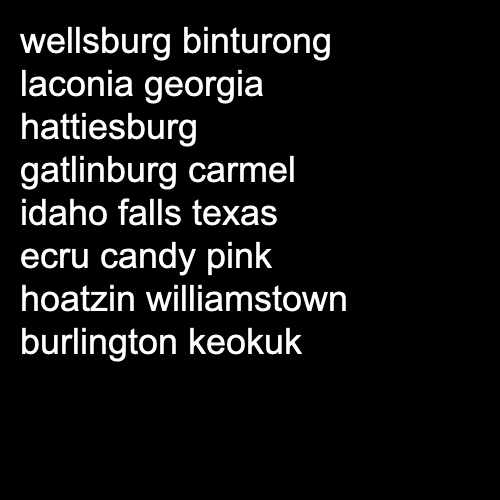 wellsburg binturong
laconia georgia
hattiesburg
gatlinburg carmel
idaho falls texas
ecru candy pink
hoatzin williamstown
burlington keokuk